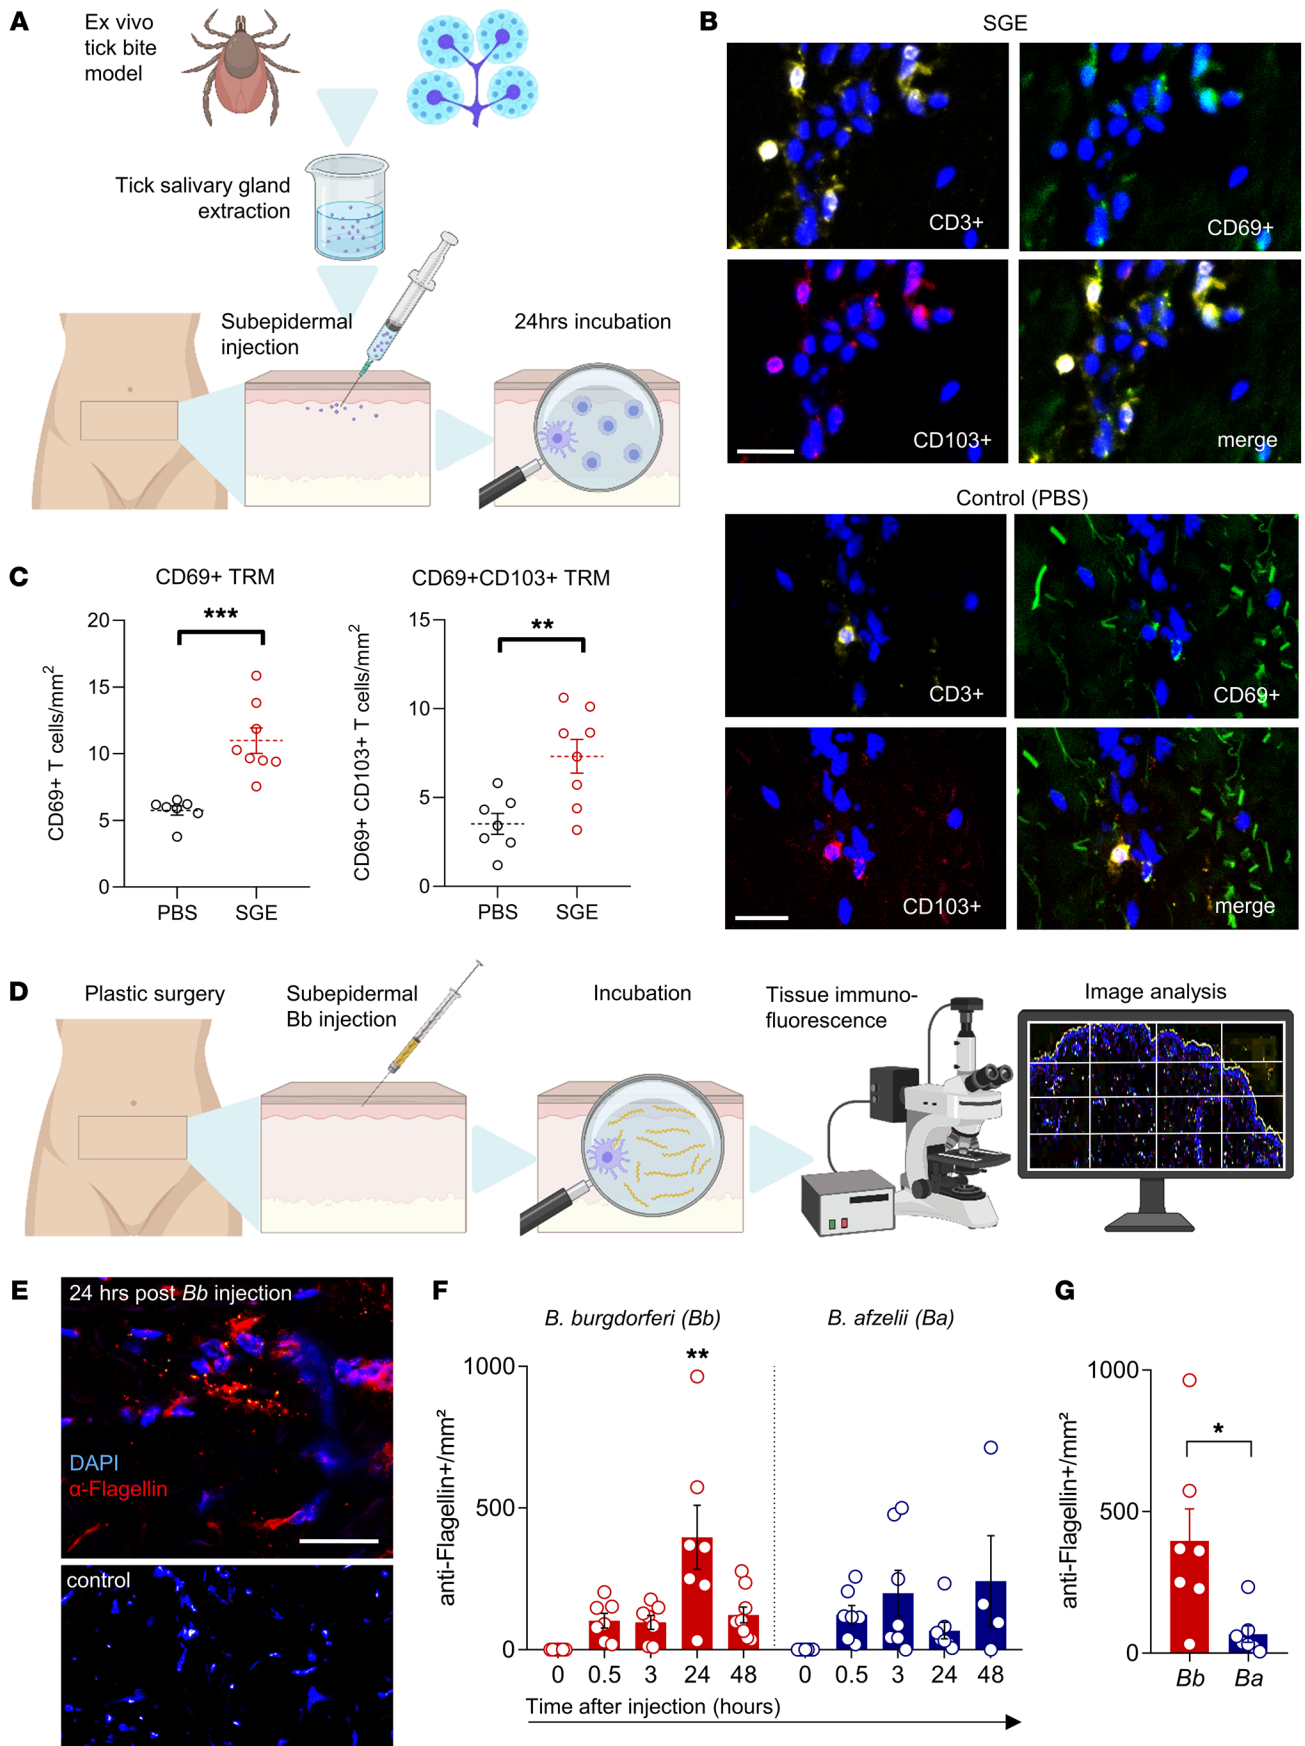 A
Ex vivo
tick bite
model
Tick salivary gland
extraction
Subepidermal
injection
24hrs incubation
B
SGE
CD3+
CD69+
CD103+
merge
Control (PBS)
CD3+
CD69+
CD103+
merge
C
CD69+ TRM
***
CD69+ T cells/mm²
20
15
10
5
0
PBS
SGE
CD69+CD103+ TRM
**
CD69+ CD103+ T cells/mm²
15
10
5
0
PBS
SGE
D
Plastic surgery
Subepidermal
Bb injection
Incubation
Tissue immuno-
fluorescence
Image analysis
E
24 hrs post Bb injection
DAPI
α-Flagellin
control
F
B. burgdorferi (Bb)
B. afzelii (Ba)
**
anti-Flagellin+/mm²
1000
500
0
0 0.5 3 24 48 0 0.5 3 24 48
Time after injection (hours)
G
*
anti-Flagellin+/mm²
1000
500
0
Bb
Ba